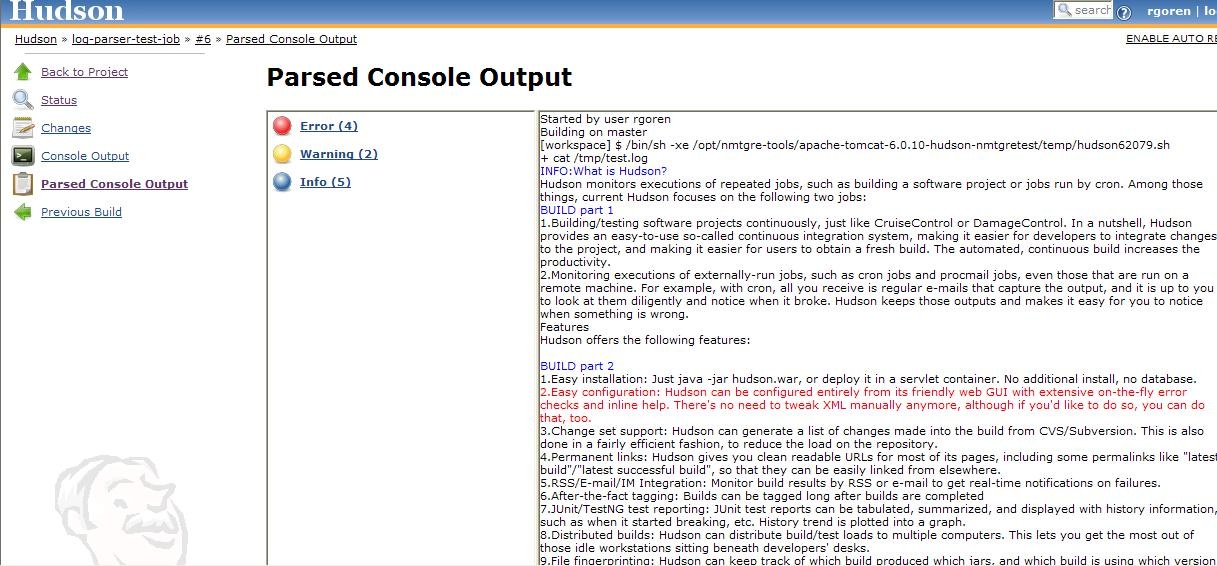 Hudson
search
rgoren | lo
Hudson » log-parser-test-job » #6 » Parsed Console Output
ENABLE AUTO RE
Back to Project
Status
Changes
Console Output
Parsed Console Output
Previous Build
Parsed Console Output
Error (4)
Warning (2)
Info (5)
Started by user rgoren
Building on master
[workspace] $ /bin/sh -xe /opt/nmtgre-tools/apache-tomcat-6.0.10-hudson-nmtgretest/temp/hudson62079.sh
+ cat /tmp/test.log
INFO:What is Hudson?
Hudson monitors executions of repeated jobs, such as building a software project or jobs run by cron. Among those
things, current Hudson focuses on the following two jobs:
BUILD part 1
1.Building/testing software projects continuously, just like CruiseControl or DamageControl. In a nutshell, Hudson
provides an easy-to-use so-called continuous integration system, making it easier for developers to integrate changes
to the project, and making it easier for users to obtain a fresh build. The automated, continuous build increases the
productivity.
2.Monitoring executions of externally-run jobs, such as cron jobs and procmail jobs, even those that are run on a
remote machine. For example, with cron, all you receive is regular e-mails that capture the output, and it is up to you
to look at them diligently and notice when it broke. Hudson keeps those outputs and makes it easy for you to notice
when something is wrong.
Features
Hudson offers the following features:
BUILD part 2
1.Easy installation: Just java -jar hudson.war, or deploy it in a servlet container. No additional install, no database.
2.Easy configuration: Hudson can be configured entirely from its friendly web GUI with extensive on-the-fly error
checks and inline help. There's no need to tweak XML manually anymore, although if you'd like to do so, you can do
that, too.
3.Change set support: Hudson can generate a list of changes made into the build from CVS/Subversion. This is also
done in a fairly efficient fashion, to reduce the load on the repository.
4.Permanent links: Hudson gives you clean readable URLs for most of its pages, including some permalinks like "latest
build"/"latest successful build", so that they can be easily linked from elsewhere.
5.RSS/E-mail/IM Integration: Monitor build results by RSS or e-mail to get real-time notifications on failures.
6.After-the-fact tagging: Builds can be tagged long after builds are completed
7.JUnit/TestNG test reporting: JUnit test reports can be tabulated, summarized, and displayed with history information,
such as when it started breaking, etc. History trend is plotted into a graph.
8.Distributed builds: Hudson can distribute build/test loads to multiple computers. This lets you get the most out of
those idle workstations sitting beneath developers' desks.
9.File fingerprinting: Hudson can keep track of which build produced which jars, and which build is using which version